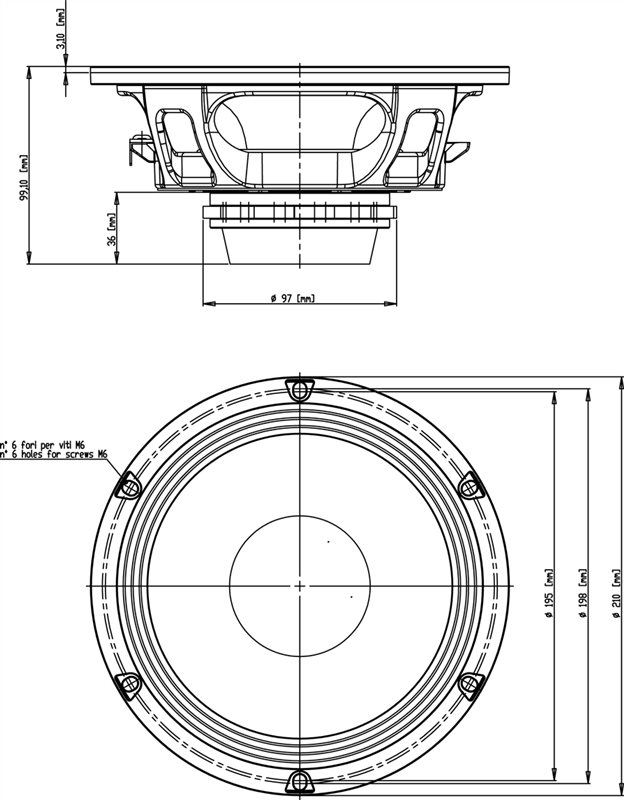 3,10 [mm]
99,10 [mm]
36 [mm]
ø 97 [mm]
n° 6 fori per viti M6
n° 6 holes for screws M6
ø 195 [mm]
ø 198 [mm]
ø 210 [mm]